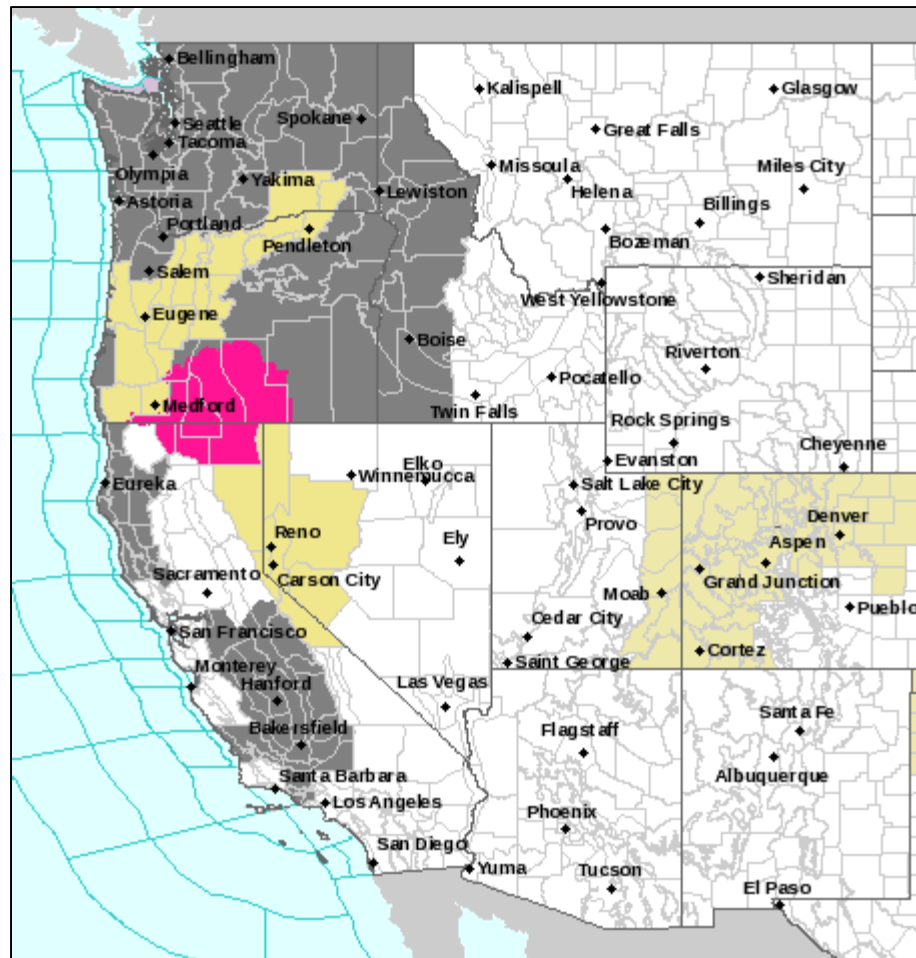 Bellingham
Kalispell
Glasgow
Seattle
Spokane
Great Falls
Tacoma
Olympia
Missoula
Miles City
Yakima
Lewiston
Helena
Astoria
Billings
Portland
Pendleton
Bozeman
Salem
West Yellowstone
Sheridan
Eugene
Boise
Riverton
Pocatello
Medford
Twin Falls
Rock Springs
Cheyenne
Evanston
Elko
Winnemucca
Eureka
Salt Lake City
Provo
Denver
Reno
Ely
Aspen
Carson City
Grand Junction
Sacramento
Moab
Pueblo
Cedar City
San Francisco
Cortez
Saint George
Monterey
Hanford
Las Vegas
Santa Fe
Flagstaff
Bakersfield
Albuquerque
Santa Barbara
Los Angeles
Phoenix
San Diego
Yuma
Tucson
El Paso